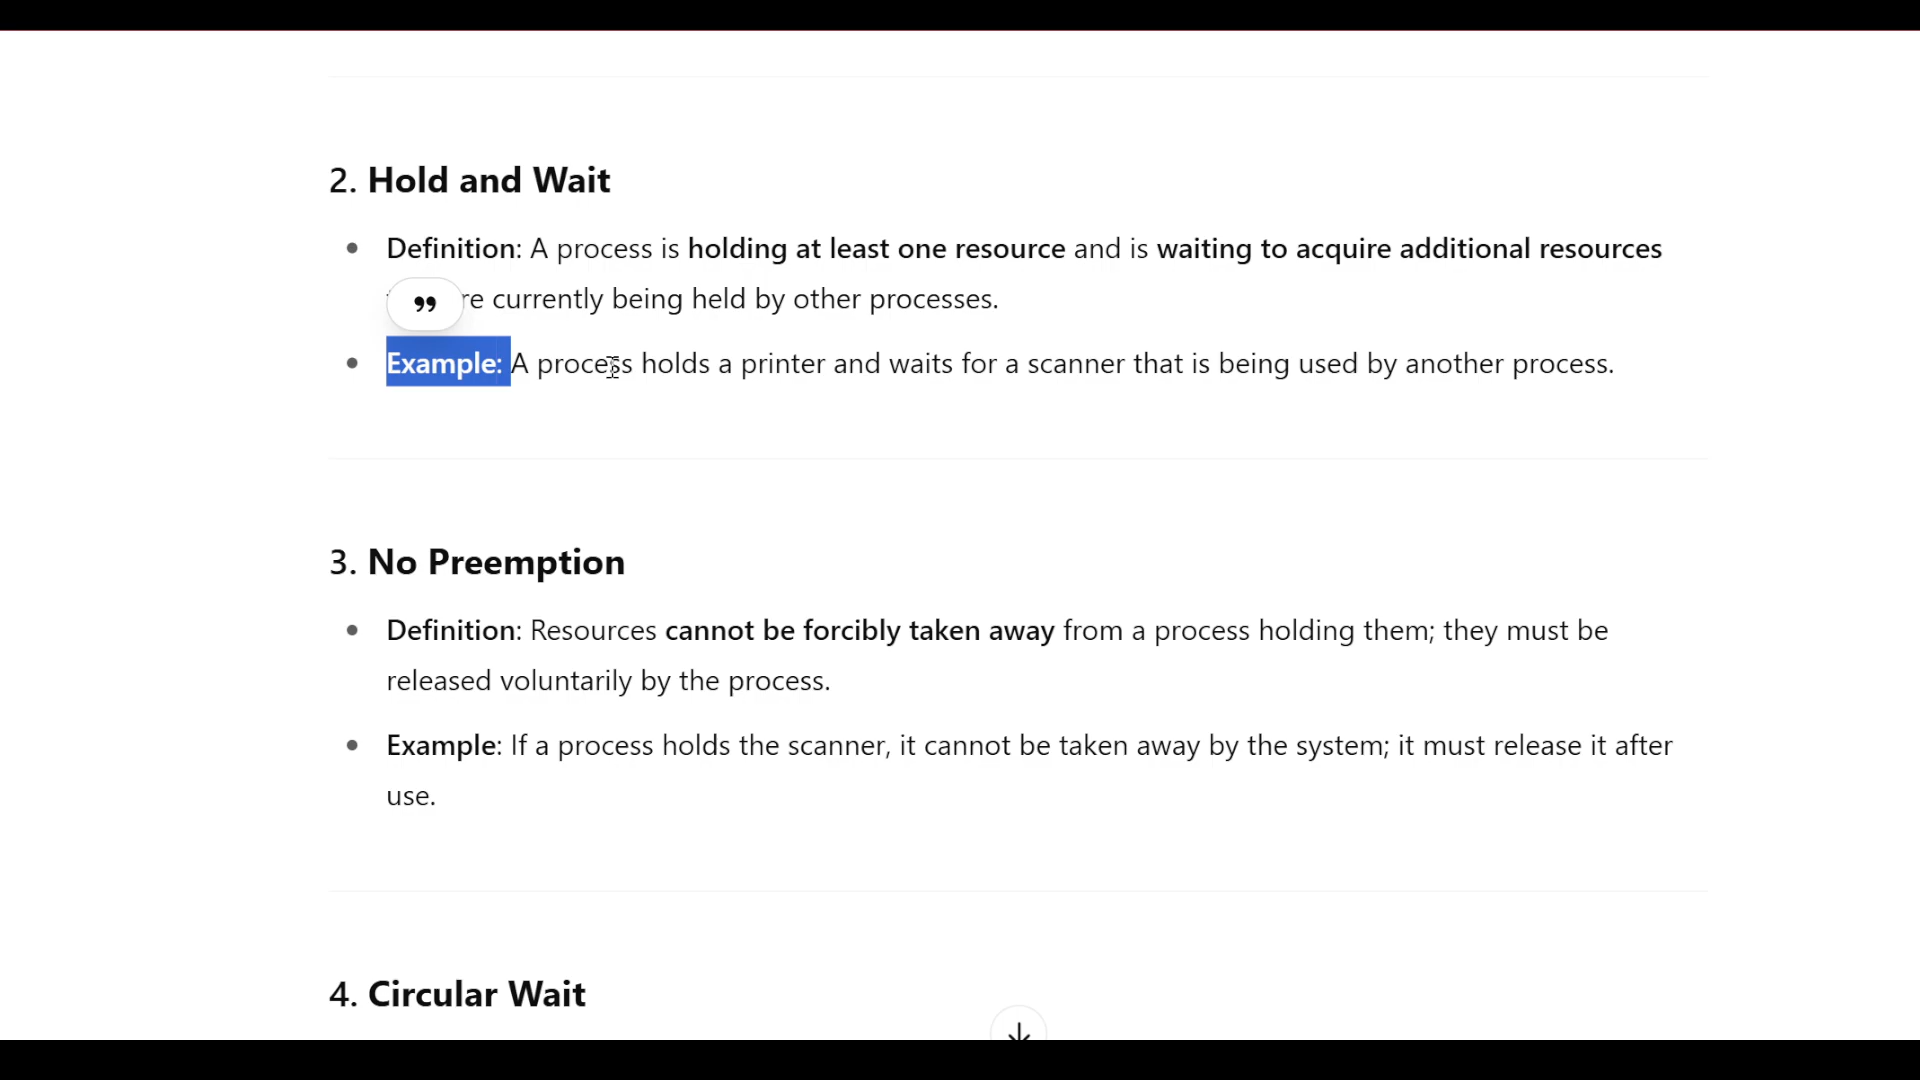 2. Hold and Wait
Definition: A process is holding at least one resource and is waiting to acquire additional resources
re currently being held by other processes.
Example: A process holds a printer and waits for a scanner that is being used by another process.
3. No Preemption
Definition: Resources cannot be forcibly taken away from a process holding them; they must be
released voluntarily by the process.
Example: If a process holds the scanner, it cannot be taken away by the system; it must release it after
use.
4. Circular Wait